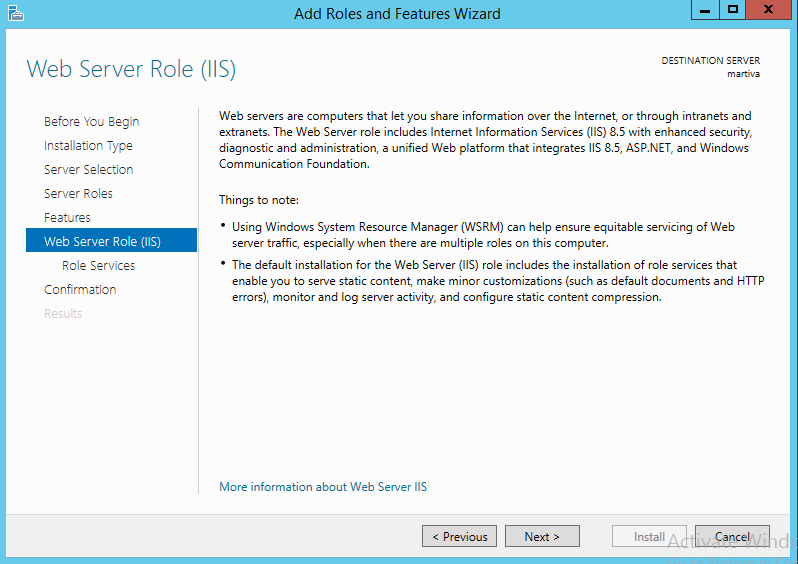 Add Roles and Features Wizard
Web Server Role (IIS)
DESTINATION SERVER
martiva
Before You Begin
Installation Type
Server Selection
Server Roles
Features
Web Server Role (IIS)
Role Services
Confirmation
Results
Web servers are computers that let you share information over the Internet, or through intranets and
extranets. The Web Server role includes Internet Information Services (IIS) 8.5 with enhanced security,
diagnostic and administration, a unified Web platform that integrates IIS 8.5, ASP.NET, and Windows
Communication Foundation.
Things to note:
• Using Windows System Resource Manager (WSRM) can help ensure equitable servicing of Web
server traffic, especially when there are multiple roles on this computer.
• The default installation for the Web Server (IIS) role includes the installation of role services that
enable you to serve static content, make minor customizations (such as default documents and HTTP
errors), monitor and log server activity, and configure static content compression.
More information about Web Server IIS
< Previous
Next >
Install
Cancel
Activate Wind